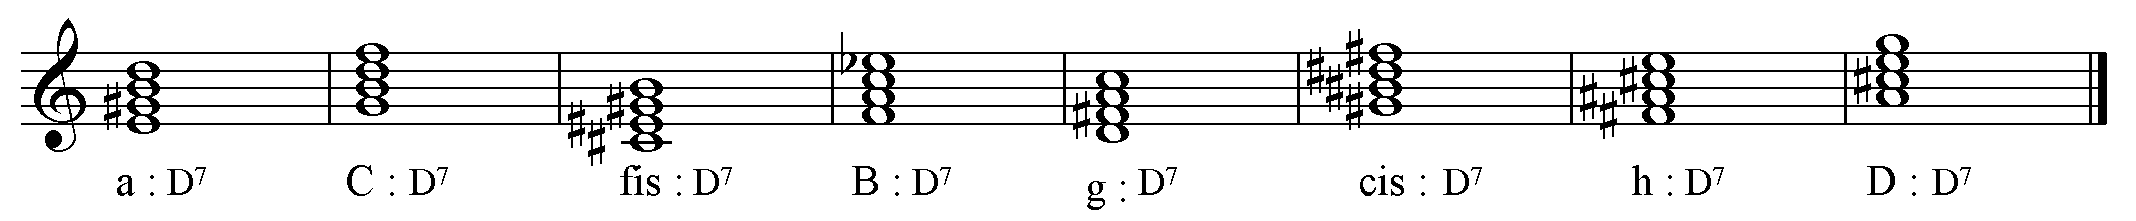 a : D⁷ C : D⁷ fis : D⁷ B : D⁷ g : D⁷ cis : D⁷ h : D⁷ D : D⁷